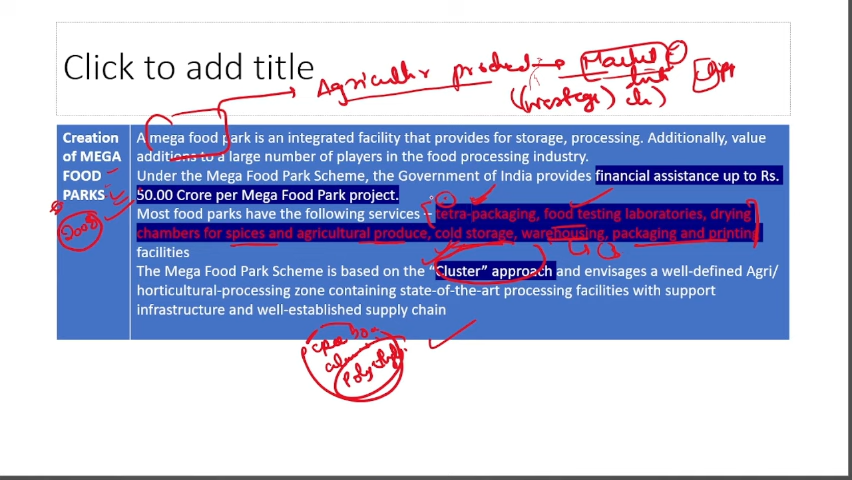 Click to add title
Agricultur produce Market
link
(wastage)
Creation of MEGA FOOD PARKS
2008
A mega food park is an integrated facility that provides for storage, processing. Additionally, value
additions to a large number of players in the food processing industry.
Under the Mega Food Park Scheme, the Government of India provides financial assistance up to Rs.
50.00 Crore per Mega Food Park project.
Most food parks have the following services – tetra-packaging, food testing laboratories, drying
chambers for spices and agricultural produce, cold storage, warehousing, packaging and printing
facilities
The Mega Food Park Scheme is based on the “Cluster” approach and envisages a well-defined Agri/
horticultural-processing zone containing state-of-the-art processing facilities with support
infrastructure and well-established supply chain